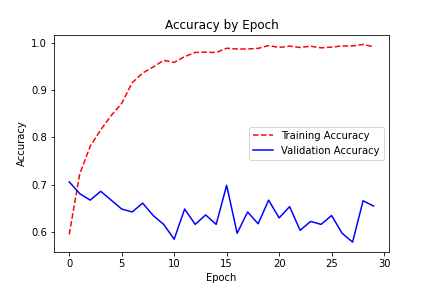 Accuracy by Epoch
1.0
0.9
0.8
0.7
0.6
Accuracy
Training Accuracy
Validation Accuracy
0 5 10 15 20 25 30
Epoch